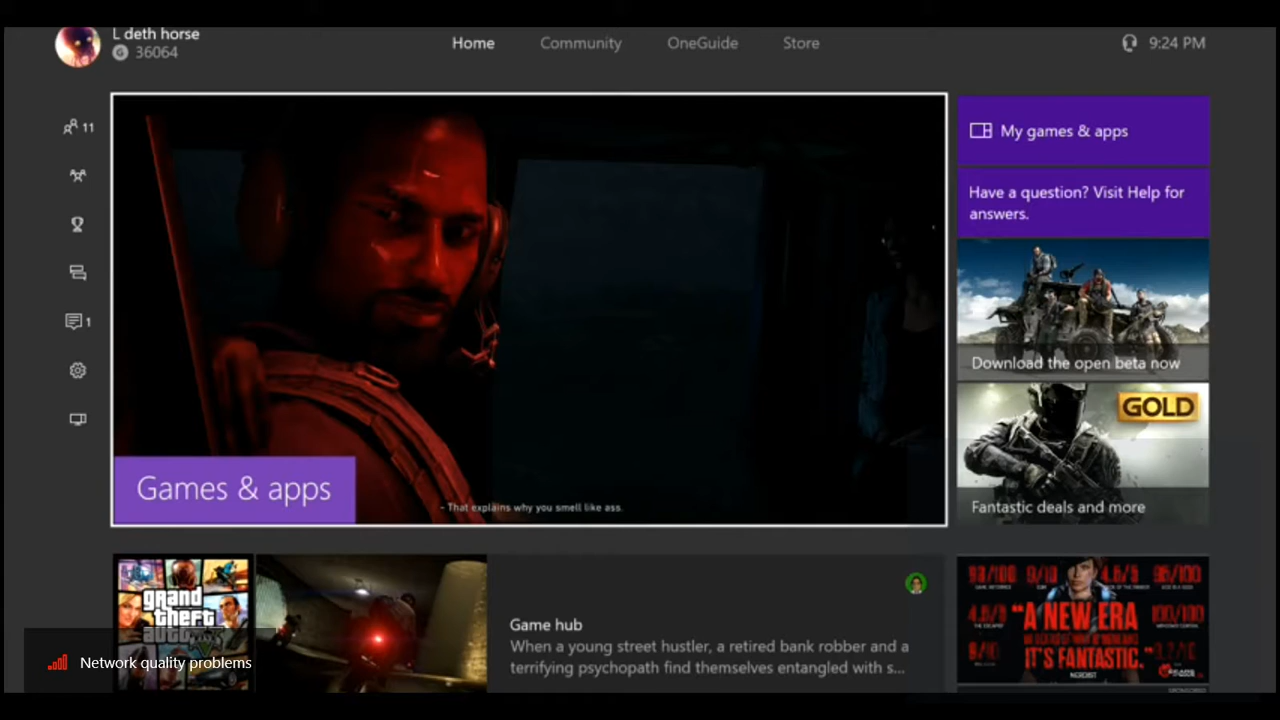 L deth horse
G 36064
Home
Community
OneGuide
Store
9:24 PM
11
1
My games & apps
Have a question? Visit Help for
answers.
Download the open beta now
GOLD
Fantastic deals and more
Games & apps
- That explains why you smell like ass.
grand
theft
auto
Game hub
When a young street hustler, a retired bank robber and a
terrifying psychopath find themselves entangled with s...
Network quality problems
"A NEW ERA
IT'S FANTASTIC."
NERDIST